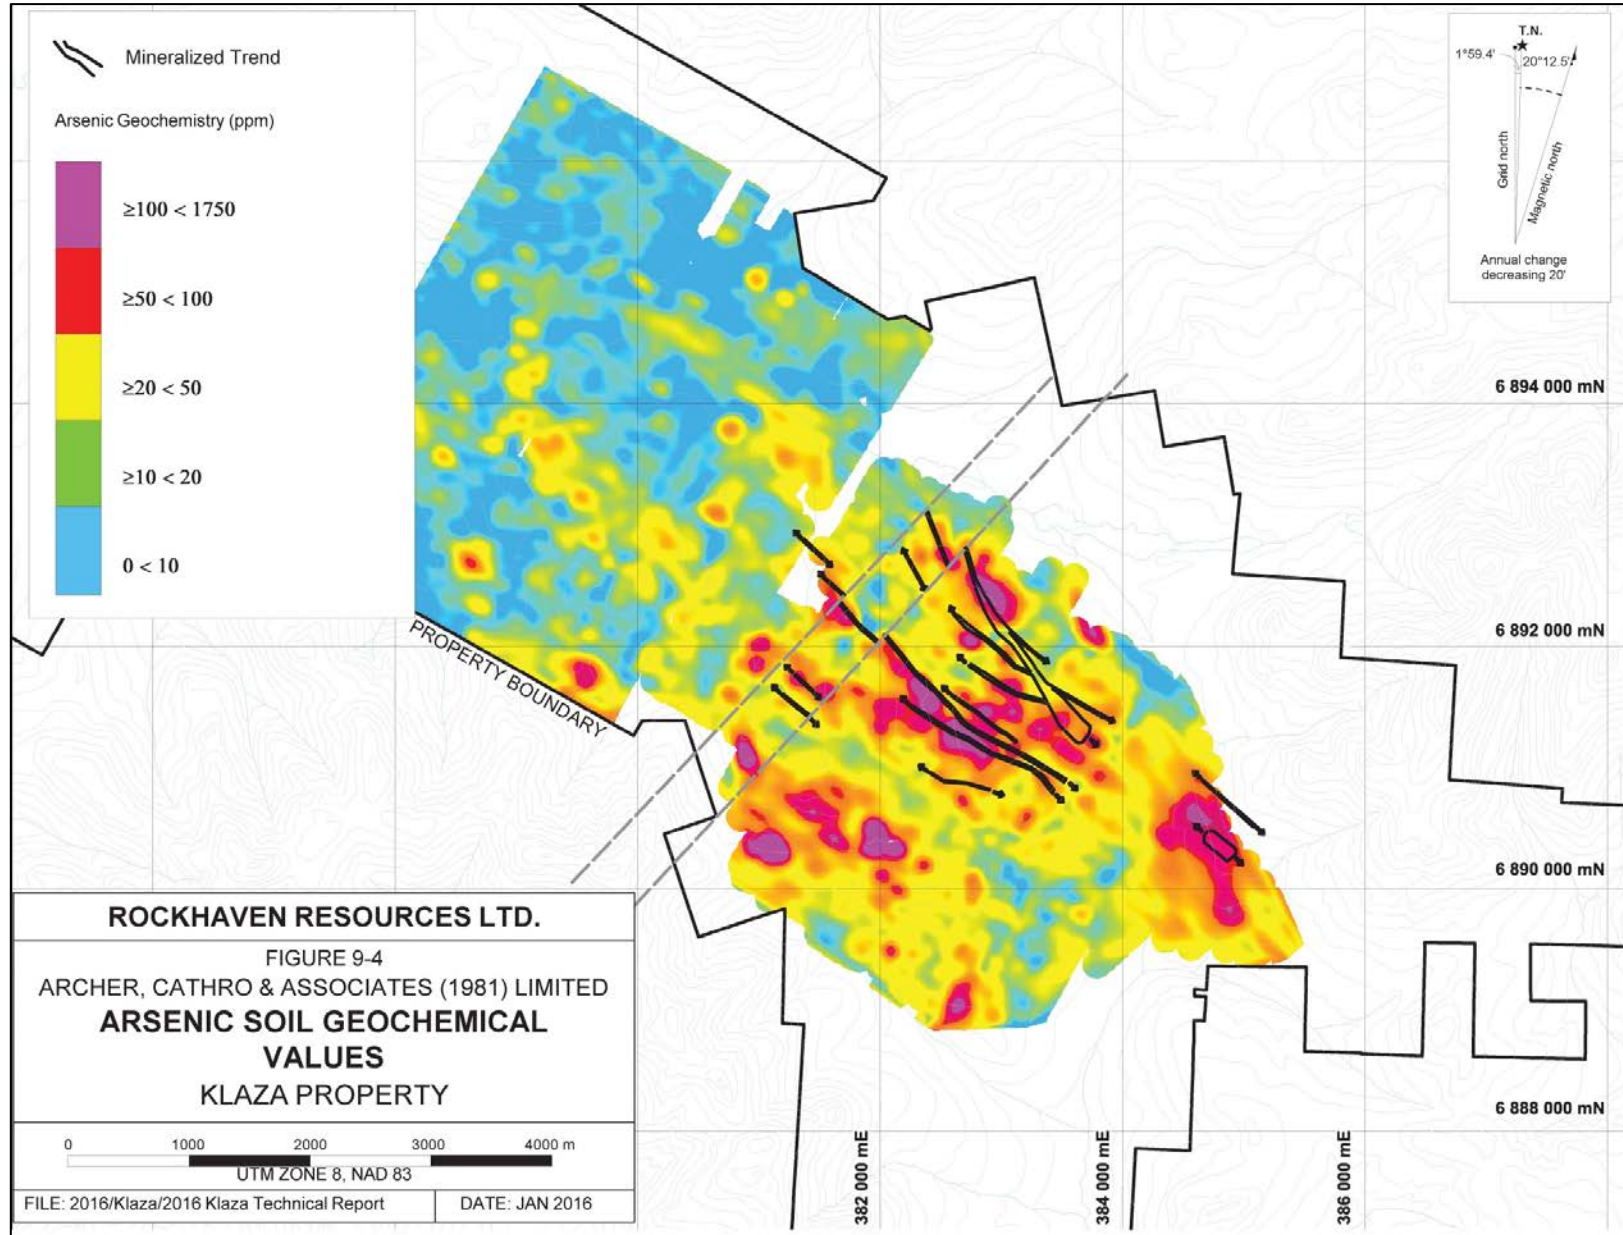 Mineralized Trend
Arsenic Geochemistry (ppm)
≥100 < 1750
≥50 < 100
≥20 < 50
≥10 < 20
0 < 10
T.N.
1°59.4'
20°12.5'
Grid north
Magnetic north
Annual change
decreasing 20'
6 894 000 mN
6 892 000 mN
6 890 000 mN
6 888 000 mN
PROPERTY BOUNDARY
382 000 mE
384 000 mE
386 000 mE
ROCKHAVEN RESOURCES LTD.
FIGURE 9-4
ARCHER, CATHRO & ASSOCIATES (1981) LIMITED
ARSENIC SOIL GEOCHEMICAL
VALUES
KLAZA PROPERTY
0 1000 2000 3000 4000 m
UTM ZONE 8, NAD 83
FILE: 2016/Klaza/2016 Klaza Technical Report DATE: JAN 2016